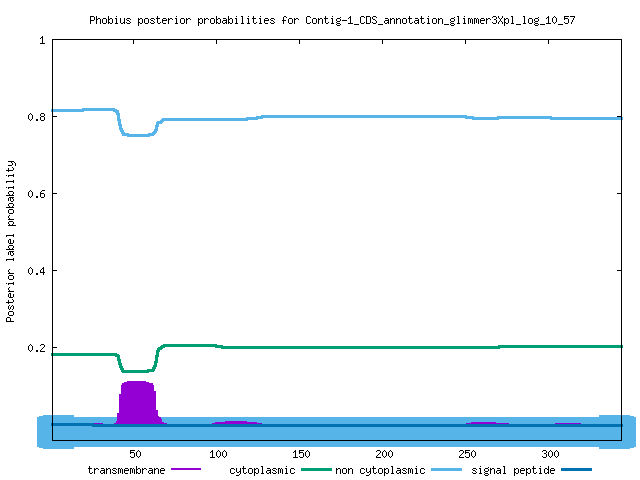 Phobius posterior probabilities for Contig-1_CDS_annotation_glimmer3Xpl_log_10_57
1
0.8
0.6
0.4
0.2
Posterior label probability
50 100 150 200 250 300
transmembrane cytoplasmic non cytoplasmic signal peptide